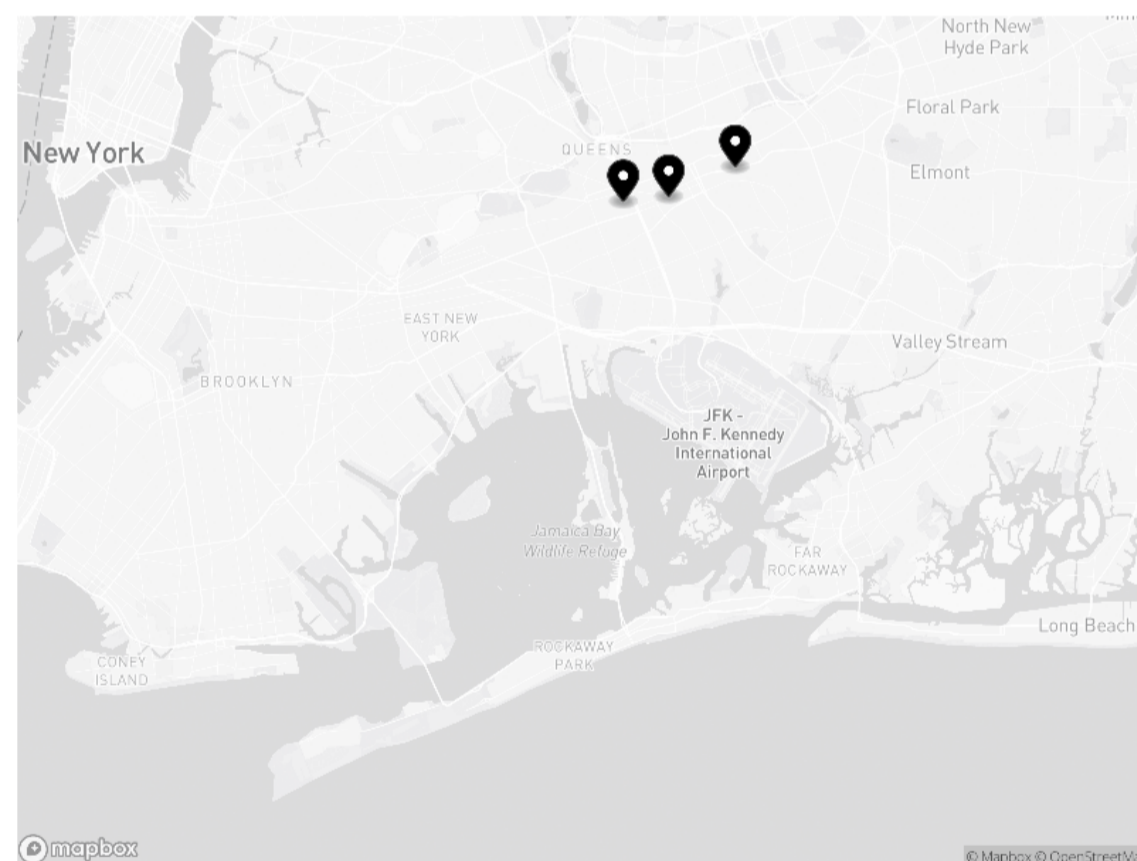 North New
Hyde Park
Floral Park
New York
QUEENS
Elmont
EAST NEW
YORK
Valley Stream
BROOKLYN
JFK -
John F. Kennedy
International
Airport
Jamaica Bay
Wildlife Refuge
FAR
ROCKAWAY
Long Beach
ROCKAWAY
PARK
CONEY
ISLAND
mapbox
© Mapbox © OpenStreetM